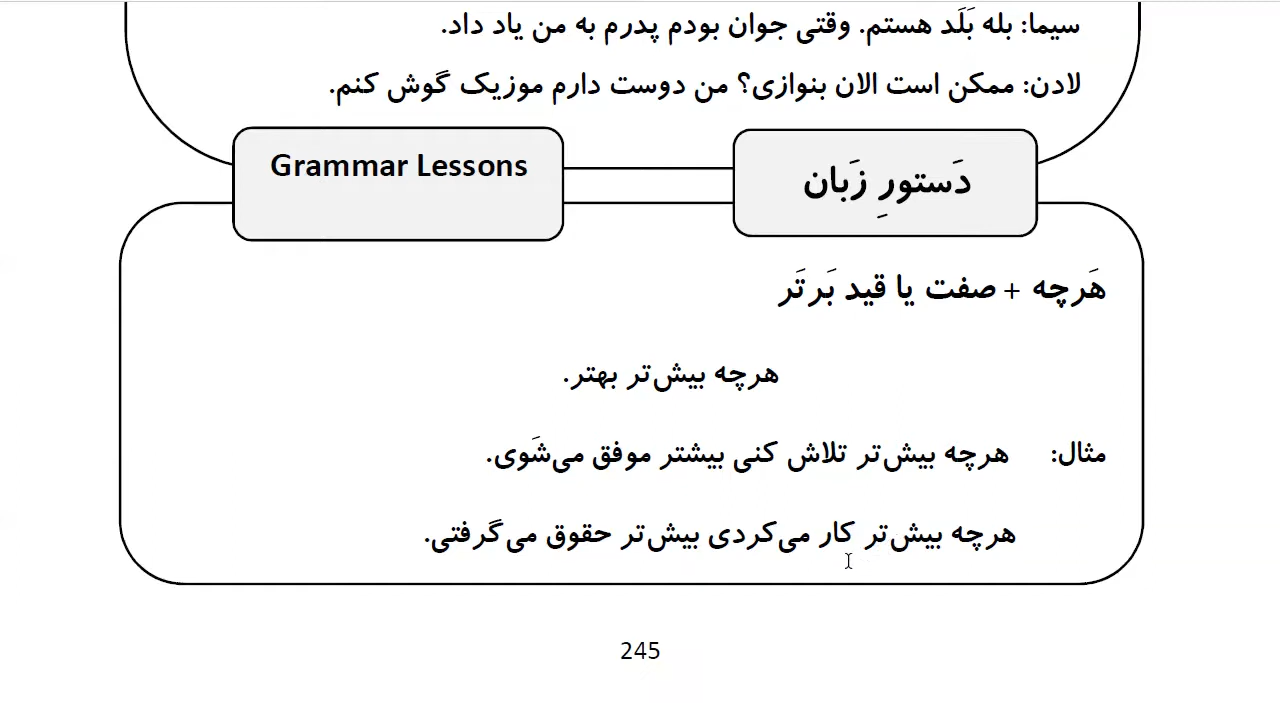 سیما: بله بَلَد هستم. وقتی جوان بودم پدرم به من یاد داد.
لادن: ممکن است الان بنوازی؟ من دوست دارم موزیک گوش کنم.
دَستورِ زَبان
Grammar Lessons
هَرچه + صفت یا قید بَرتَر
هرچه بیش‌تر بهتر.
مثال: هرچه بیش‌تر تلاش کنی بیشتر موفق می‌شَوی.
هرچه بیش‌تر کار می‌کردی بیش‌تر حقوق می‌گرفتی.
245